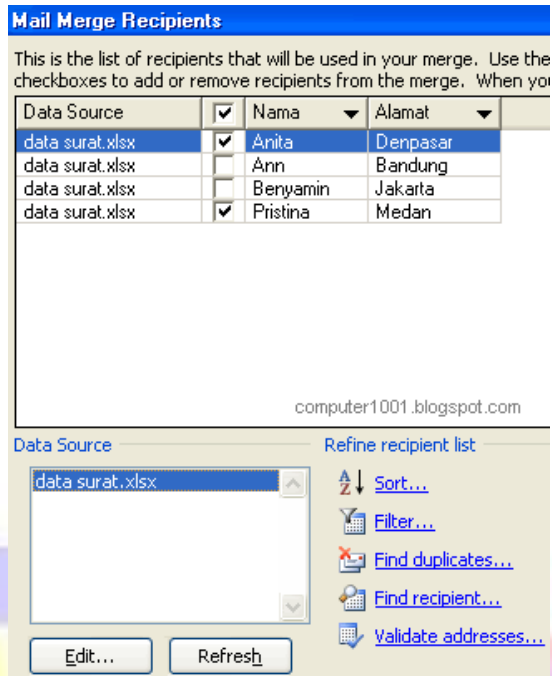 Mail Merge Recipients
This is the list of recipients that will be used in your merge. Use the
checkboxes to add or remove recipients from the merge. When you
Data Source Nama Alamat
data surat.xlsx Anita Denpasar
data surat.xlsx Ann Bandung
data surat.xlsx Benyamin Jakarta
data surat.xlsx Pristina Medan
computer1001.blogspot.com
Data Source
data surat.xlsx
Edit... Refresh
Refine recipient list
Sort...
Filter...
Find duplicates...
Find recipient...
Validate addresses...